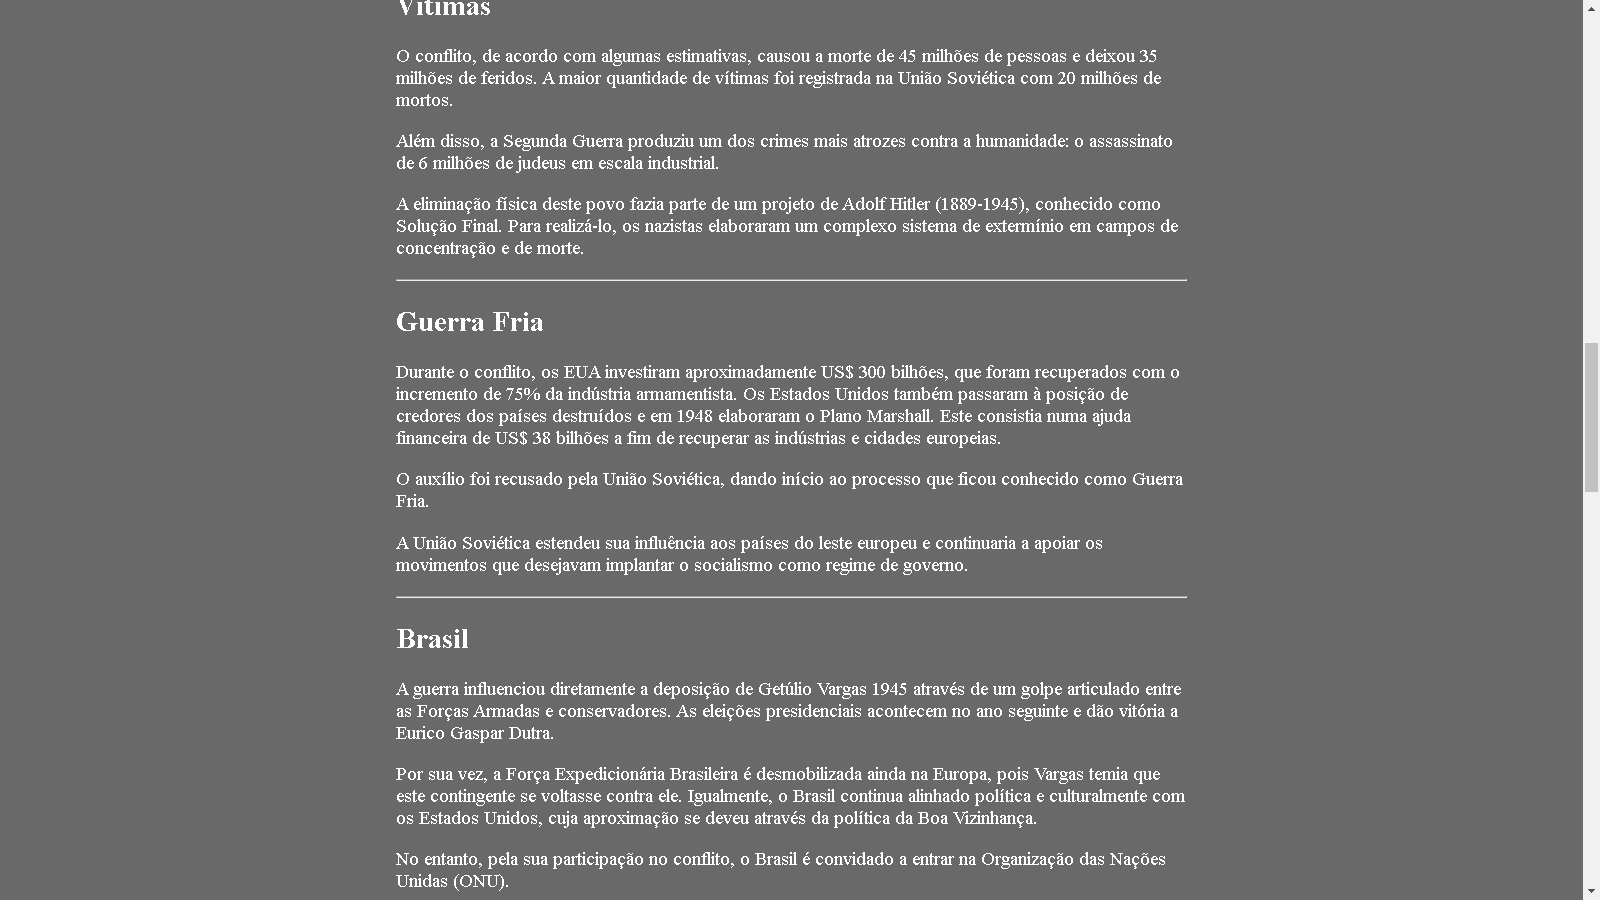 Vítimas
O conflito, de acordo com algumas estimativas, causou a morte de 45 milhões de pessoas e deixou 35
milhões de feridos. A maior quantidade de vítimas foi registrada na União Soviética com 20 milhões de
mortos.
Além disso, a Segunda Guerra produziu um dos crimes mais atrozes contra a humanidade: o assassinato
de 6 milhões de judeus em escala industrial.
A eliminação física deste povo fazia parte de um projeto de Adolf Hitler (1889-1945), conhecido como
Solução Final. Para realizá-lo, os nazistas elaboraram um complexo sistema de extermínio em campos de
concentração e de morte.
Guerra Fria
Durante o conflito, os EUA investiram aproximadamente US$ 300 bilhões, que foram recuperados com o
incremento de 75% da indústria armamentista. Os Estados Unidos também passaram à posição de
credores dos países destruídos e em 1948 elaboraram o Plano Marshall. Este consistia numa ajuda
financeira de US$ 38 bilhões a fim de recuperar as indústrias e cidades europeias.
O auxílio foi recusado pela União Soviética, dando início ao processo que ficou conhecido como Guerra
Fria.
A União Soviética estendeu sua influência aos países do leste europeu e continuaria a apoiar os
movimentos que desejavam implantar o socialismo como regime de governo.
Brasil
A guerra influenciou diretamente a deposição de Getúlio Vargas 1945 através de um golpe articulado entre
as Forças Armadas e conservadores. As eleições presidenciais acontecem no ano seguinte e dão vitória a
Eurico Gaspar Dutra.
Por sua vez, a Força Expedicionária Brasileira é desmobilizada ainda na Europa, pois Vargas temia que
este contingente se voltasse contra ele. Igualmente, o Brasil continua alinhado política e culturalmente com
os Estados Unidos, cuja aproximação se deveu através da política da Boa Vizinhança.
No entanto, pela sua participação no conflito, o Brasil é convidado a entrar na Organização das Nações
Unidas (ONU).